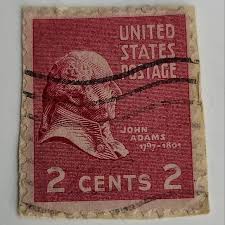 UNITED
STATES
POSTAGE
JOHN
ADAMS
1797-1801
2 CENTS 2